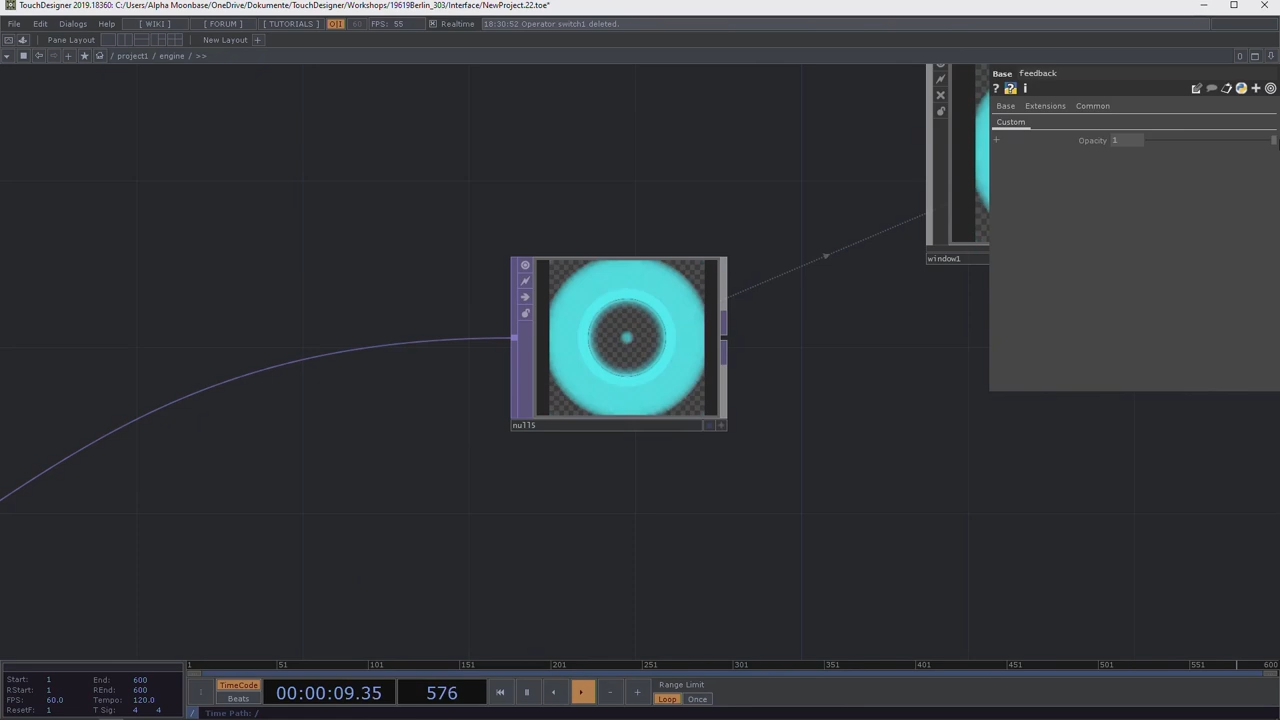 TouchDesigner 2019.18360: C:/Users/Alpha Moonbase/OneDrive/Dokumente/TouchDesigner/Workshops/19619Berlin_303/Interface/NewProject.22.toe*
File Edit Dialogs Help [ WIKI ] [ FORUM ] [ TUTORIALS ] O|I 60 FPS: 55 Realtime 18:30:52 Operator switch1 deleted.
Pane Layout New Layout +
/ project1 / engine / >> 0
Base feedback
? ? i
Base Extensions Common
Custom
+ Opacity 1
window1
null5
1 51 101 151 201 251 301 351 401 451 501 551 600
Start: 1 End: 600
RStart: 1 REnd: 600
FPS: 60.0 Tempo: 120.0
ResetF: 1 T Sig: 4 4
TimeCode
Beats
00:00:09.35 576
Range Limit
Loop Once
/ Time Path: /